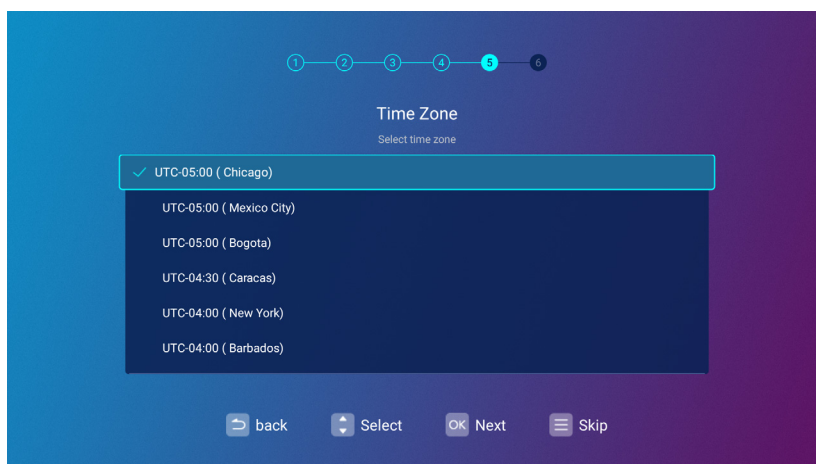 1 2 3 4 5 6
Time Zone
Select time zone
UTC-05:00 ( Chicago)
UTC-05:00 ( Mexico City)
UTC-05:00 ( Bogota)
UTC-04:30 ( Caracas)
UTC-04:00 ( New York)
UTC-04:00 ( Barbados)
back Select OK Next Skip